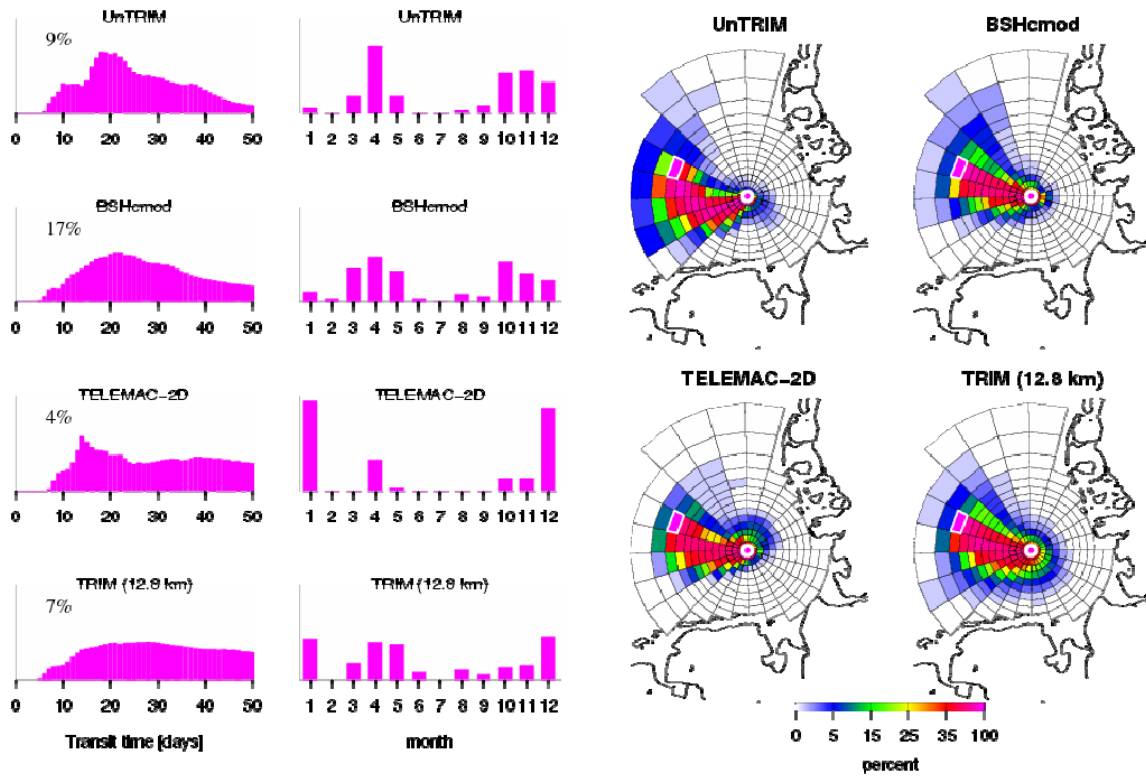 UnTRIM
9%
0 10 20 30 40 50
UnTRIM
1 3 4 5 6 7 8 9 10 11 12
BSHcmod
17%
0 10 20 30 40 50
BSHcmod
1 2 3 4 5 6 7 8 9 10 11 12
TELEMAC-2D
4%
0 10 20 30 40 50
TELEMAC-2D
1 3 4 5 6 7 8 9 10 11 12
TRIM (12.8 km)
7%
0 10 20 30 40 50
Transit time [days]
TRIM (12.8 km)
1 3 4 5 6 7 8 9 10 11 12
month
UnTRIM
BSHcmod
TELEMAC-2D
TRIM (12.8 km)
0 5 15 25 35 100
percent